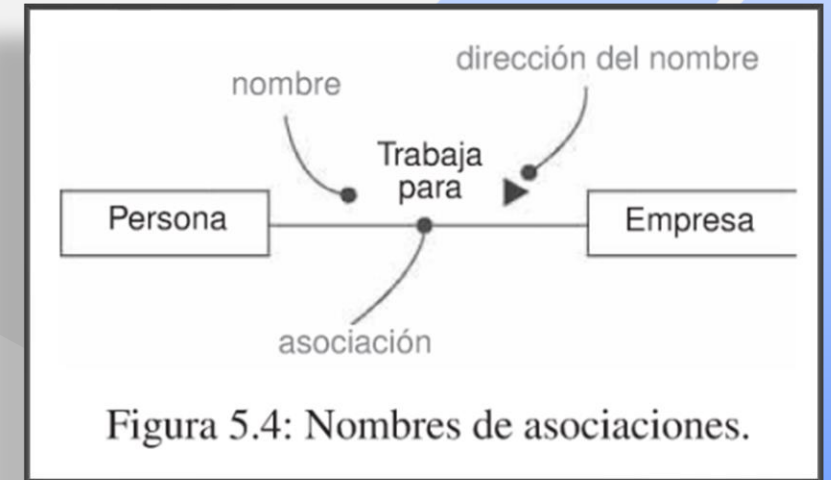 dirección del nombre
nombre
Trabaja
para
Persona
Empresa
asociación
Figura 5.4: Nombres de asociaciones.